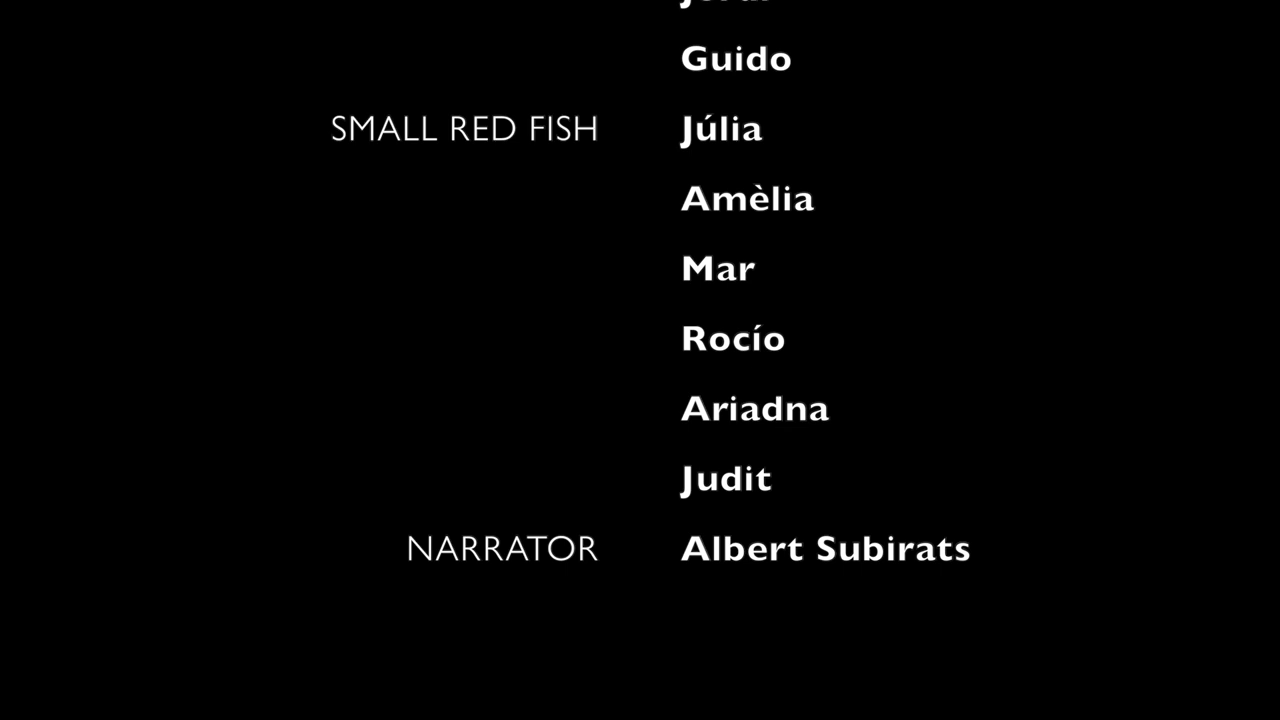 Guido
SMALL RED FISH Júlia
Amèlia
Mar
Rocío
Ariadna
Judit
NARRATOR Albert Subirats